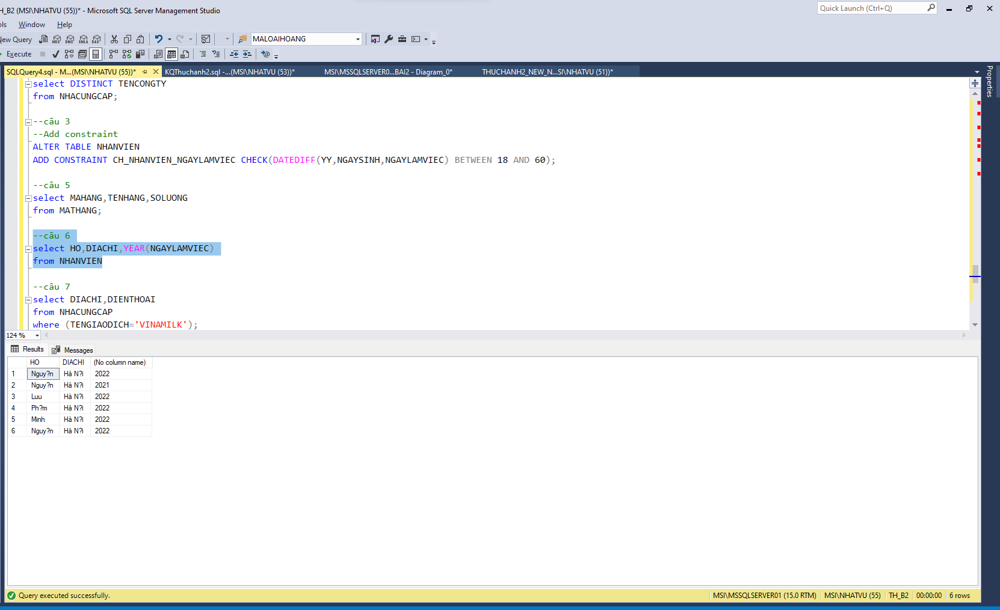 H_B2 (MSI\NHATVU (55))* - Microsoft SQL Server Management Studio
Quick Launch (Ctrl+Q)
ols Window Help
New Query MALOAIHOANG
Execute
SQLQuery4.sql - M...(MSI\NHATVU (55))* KQThuchanh2.sql -...(MSI\NHATVU (53))* MSI\MSSQLSERVER0...BAI2 - Diagram_0* THUCHANH2_NEW_N...SI\NHATVU (51))*
Properties
select DISTINCT TENCONGTY
from NHACUNGCAP;
--câu 3
--Add constraint
ALTER TABLE NHANVIEN
ADD CONSTRAINT CH_NHANVIEN_NGAYLAMVIEC CHECK(DATEDIFF(YY,NGAYSINH,NGAYLAMVIEC) BETWEEN 18 AND 60);
--câu 5
select MAHANG,TENHANG,SOLUONG
from MATHANG;
--câu 6
select HO,DIACHI,YEAR(NGAYLAMVIEC)
from NHANVIEN
--câu 7
select DIACHI,DIENTHOAI
from NHACUNGCAP
where (TENGIAODICH='VINAMILK');
124 %
Results Messages
HO DIACHI (No column name)
1 Nguy?n Hà N?i 2022
2 Nguy?n Hà N?i 2021
3 Luu Hà N?i 2022
4 Ph?m Hà N?i 2022
5 Minh Hà N?i 2022
6 Nguy?n Hà N?i 2022
Query executed successfully. MSI\MSSQLSERVER01 (15.0 RTM) MSI\NHATVU (55) TH_B2 00:00:00 6 rows